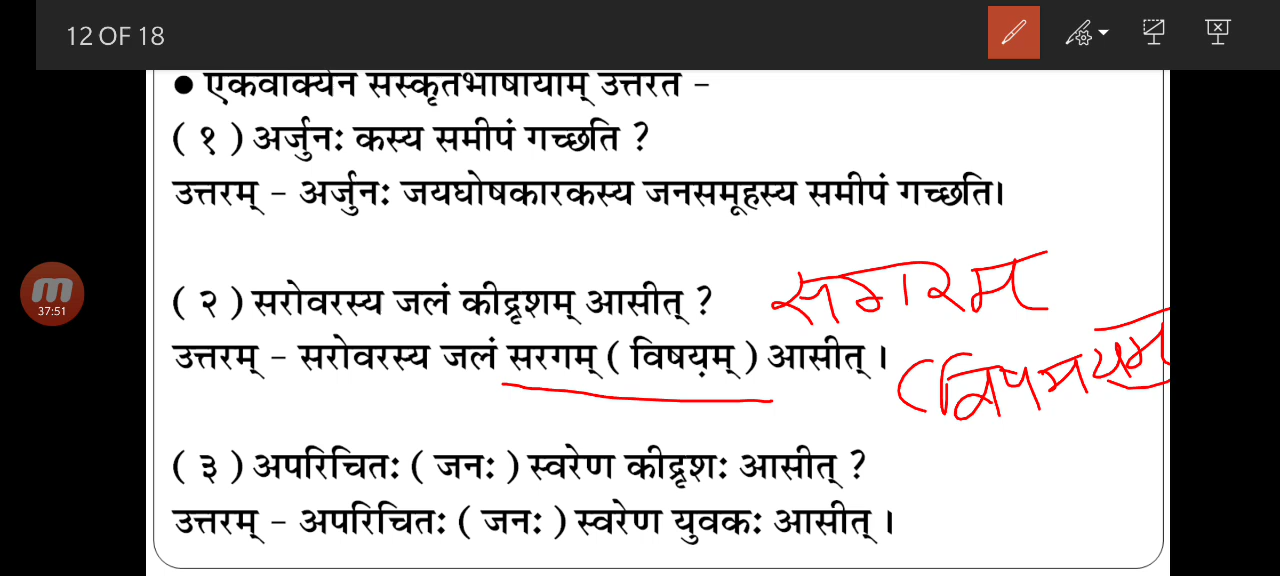 12 OF 18
● एकवाक्येन संस्कृतभाषायाम् उत्तरत –
( १ ) अर्जुनः कस्य समीपं गच्छति ?
उत्तरम् – अर्जुनः जयघोषकारकस्य जनसमूहस्य समीपं गच्छति।
( २ ) सरोवरस्य जलं कीदृशम् आसीत् ?
सगरम
उत्तरम् – सरोवरस्य जलं सरगम् ( विषय़म् ) आसीत् ।
(विषमयम
37:51
( ३ ) अपरिचितः ( जनः ) स्वरेण कीदृशः आसीत् ?
उत्तरम् – अपरिचितः ( जनः ) स्वरेण युवकः आसीत् ।